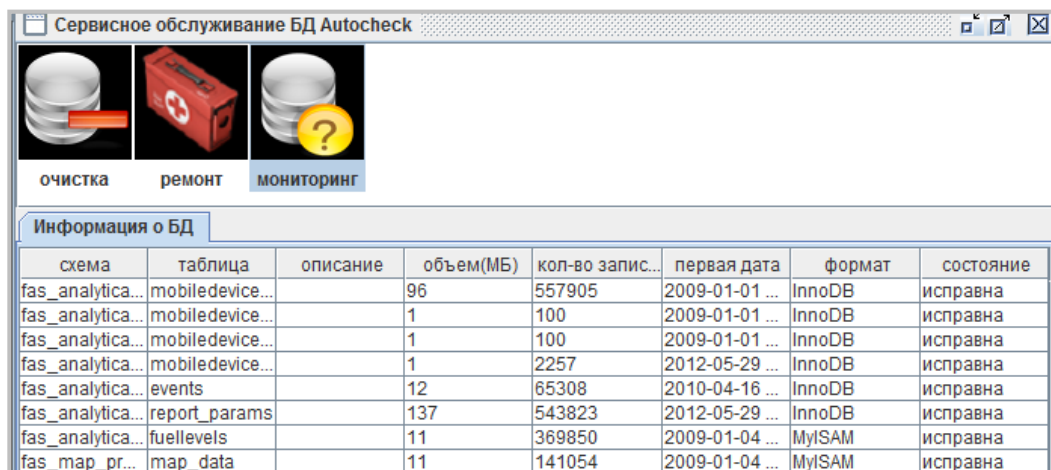 Сервисное обслуживание БД Autocheck
очистка ремонт мониторинг
Информация о БД
схема таблица описание объем(МБ) кол-во запис... первая дата формат состояние
fas_analytica... mobiledevice... 96 557905 2009-01-01 ... InnoDB исправна
fas_analytica... mobiledevice... 1 100 2009-01-01 ... InnoDB исправна
fas_analytica... mobiledevice... 1 100 2009-01-01 ... InnoDB исправна
fas_analytica... mobiledevice... 1 2257 2012-05-29 ... InnoDB исправна
fas_analytica... events 12 65308 2010-04-16 ... InnoDB исправна
fas_analytica... report_params 137 543823 2012-05-29 ... InnoDB исправна
fas_analytica... fuellevels 11 369850 2009-01-04 ... MyISAM исправна
fas_map_pr... map_data 11 141054 2009-01-04 ... MyISAM исправна